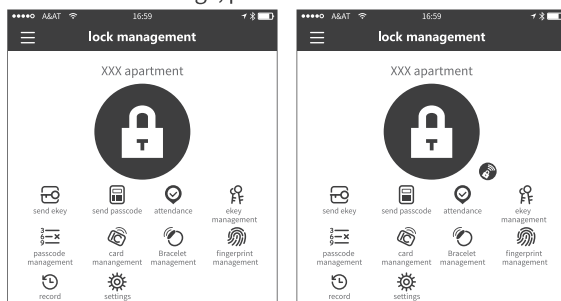 A&AT 16:59
lock management
XXX apartment
T
send ekey send passcode attendance ekey management
passcode management card manangement Bracelet management fingerprint management
record settings
A&AT 16:59
lock management
XXX apartment
T
send ekey send passcode attendance ekey management
passcode management card manangement Bracelet management fingerprint management
record settings